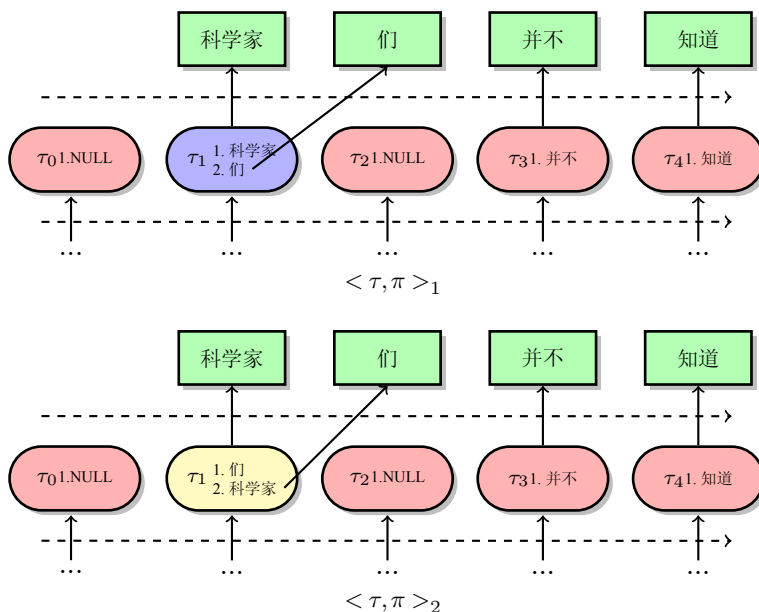 科学家 们 并不 知道
τ₀ 1.NULL τ₁ 1. 科学家 2. 们 τ₂ 1.NULL τ₃ 1. 并不 τ₄ 1. 知道
... ... ... ... ...
< τ, π >₁
科学家 们 并不 知道
τ₀ 1.NULL τ₁ 1. 们 2. 科学家 τ₂ 1.NULL τ₃ 1. 并不 τ₄ 1. 知道
... ... ... ... ...
< τ, π >₂